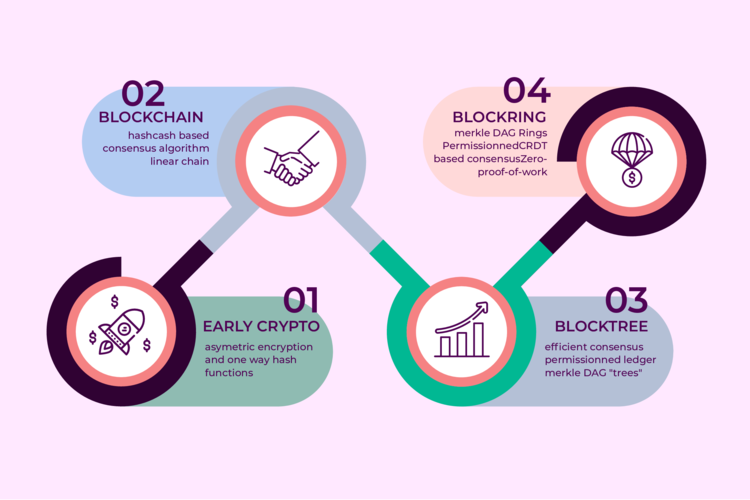 01
EARLY CRYPTO
asymetric encryption
and one way hash
functions
02
BLOCKCHAIN
hashcash based
consensus algorithm
linear chain
03
BLOCKTREE
efficient consensus
permissionned ledger
merkle DAG "trees"
04
BLOCKRING
merkle DAG Rings
PermissionnedCRDT
based consensusZero-
proof-of-work
$
$
$
$